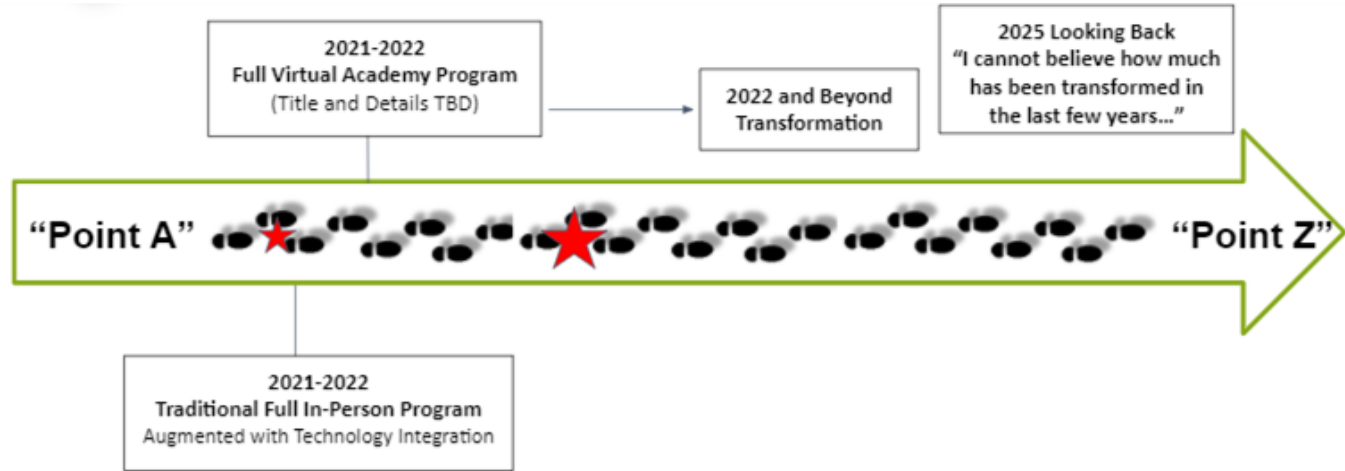 2021-2022
Full Virtual Academy Program
(Title and Details TBD)
2022 and Beyond
Transformation
2025 Looking Back
“I cannot believe how much
has been transformed in
the last few years…”
“Point A”
“Point Z”
2021-2022
Traditional Full In-Person Program
Augmented with Technology Integration